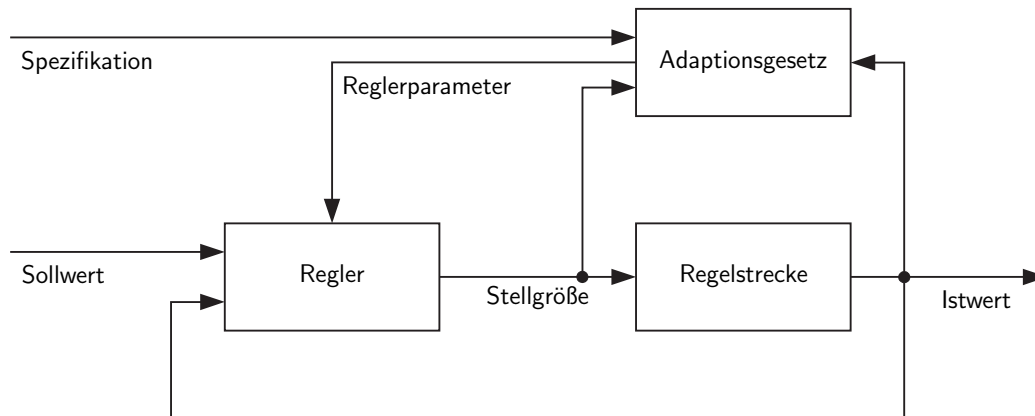 Spezifikation
Adaptionsgesetz
Reglerparameter
Sollwert
Regler
Stellgröße
Regelstrecke
Istwert